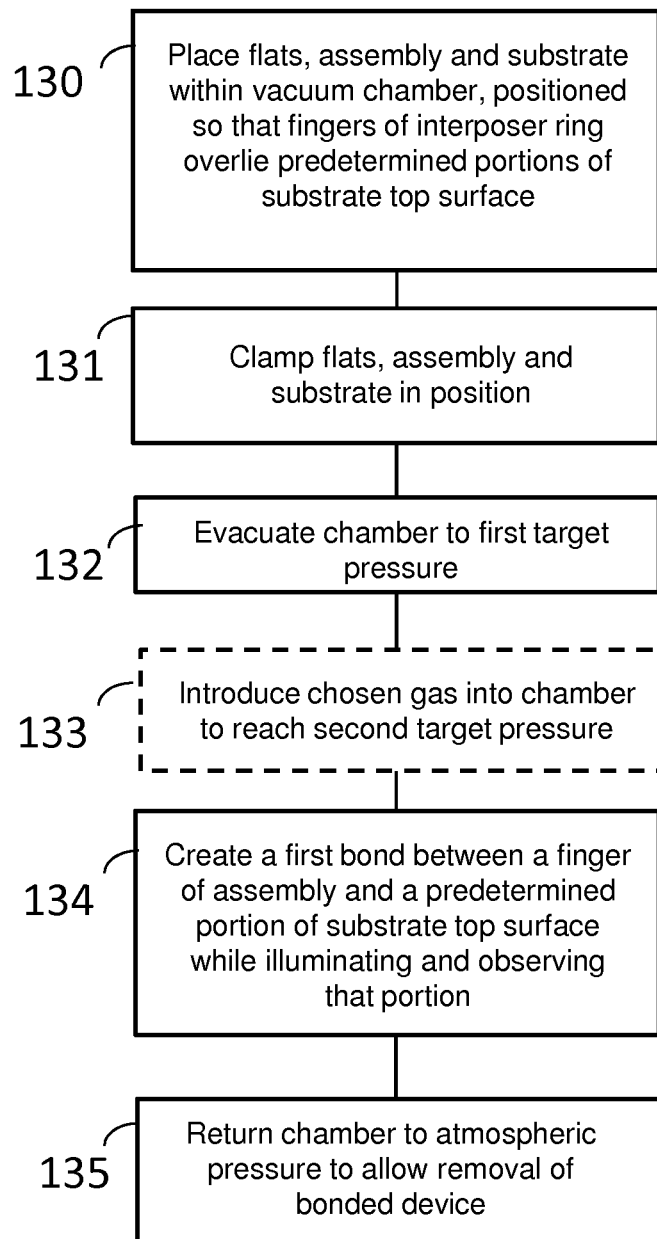 130
Place flats, assembly and substrate
within vacuum chamber, positioned
so that fingers of interposer ring
overlie predetermined portions of
substrate top surface
131
Clamp flats, assembly and
substrate in position
132
Evacuate chamber to first target
pressure
133
Introduce chosen gas into chamber
to reach second target pressure
134
Create a first bond between a finger
of assembly and a predetermined
portion of substrate top surface
while illuminating and observing
that portion
135
Return chamber to atmospheric
pressure to allow removal of
bonded device